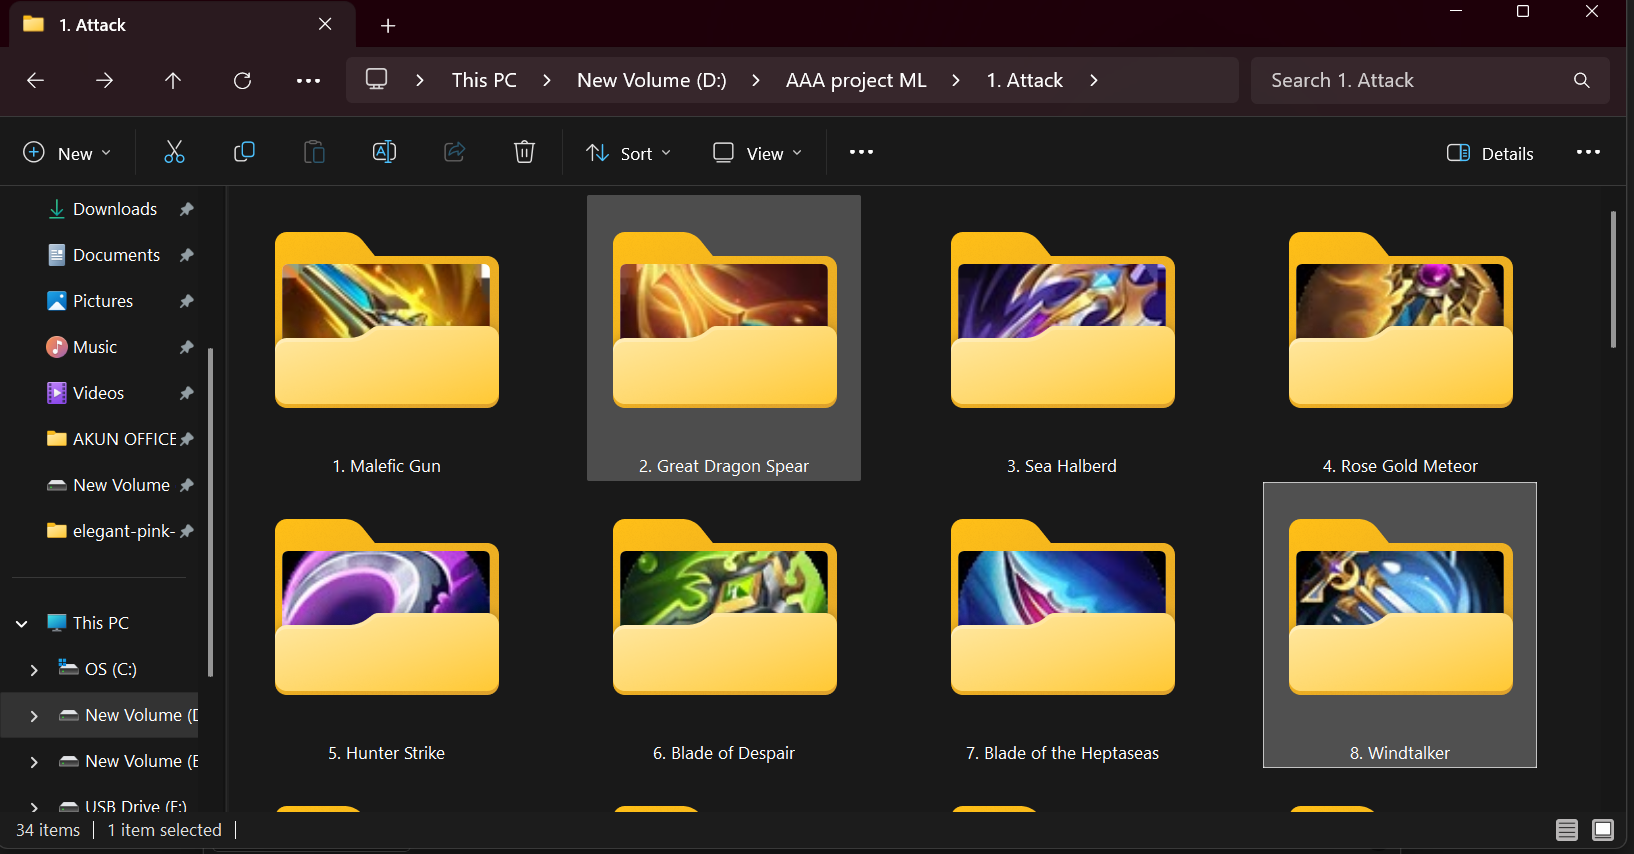 1. Attack
This PC
New Volume (D:)
AAA project ML
1. Attack
Search 1. Attack
New
Sort
View
Details
Downloads
Documents
Pictures
Music
Videos
AKUN OFFICE
New Volume
elegant-pink-
This PC
OS (C:)
New Volume (D
New Volume (E
USB Drive (F:)
1. Malefic Gun
2. Great Dragon Spear
3. Sea Halberd
4. Rose Gold Meteor
5. Hunter Strike
6. Blade of Despair
7. Blade of the Heptaseas
8. Windtalker
34 items
1 item selected